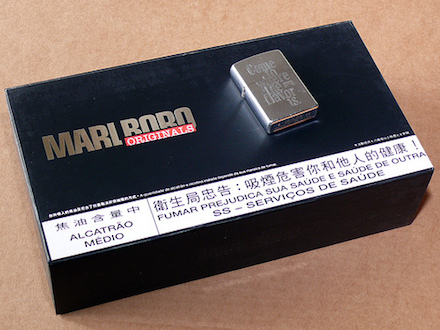 Come
to where
the
flavor
is.
MARLBORO
ORIGINALS
焦油含量中
ALCATRÃO
MÉDIO
衛生局忠告：吸煙危害你和他人的健康！
FUMAR PREJUDICA SUA SAÚDE E SAÚDE DE OUTRA
SS – SERVIÇOS DE SAÚDE